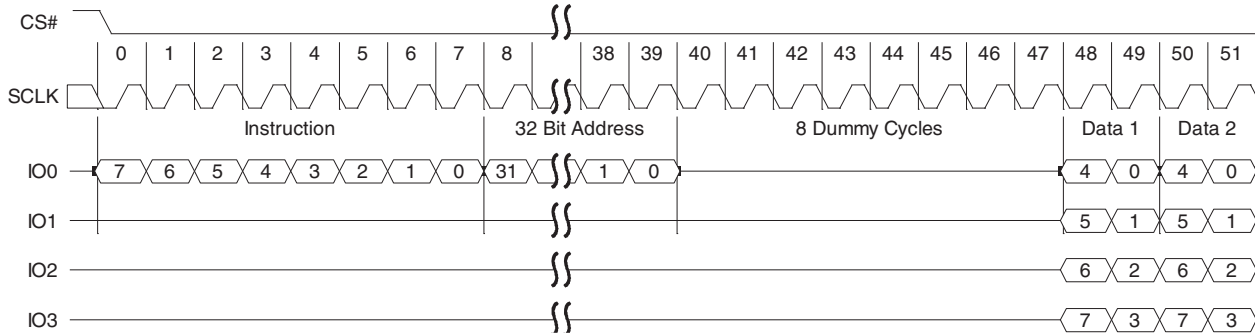 CS#
0 1 2 3 4 5 6 7 8 38 39 40 41 42 43 44 45 46 47 48 49 50 51
SCLK
Instruction 32 Bit Address 8 Dummy Cycles Data 1 Data 2
IO0 7 6 5 4 3 2 1 0 31 1 0 4 0 4 0
IO1 5 1 5 1
IO2 6 2 6 2
IO3 7 3 7 3